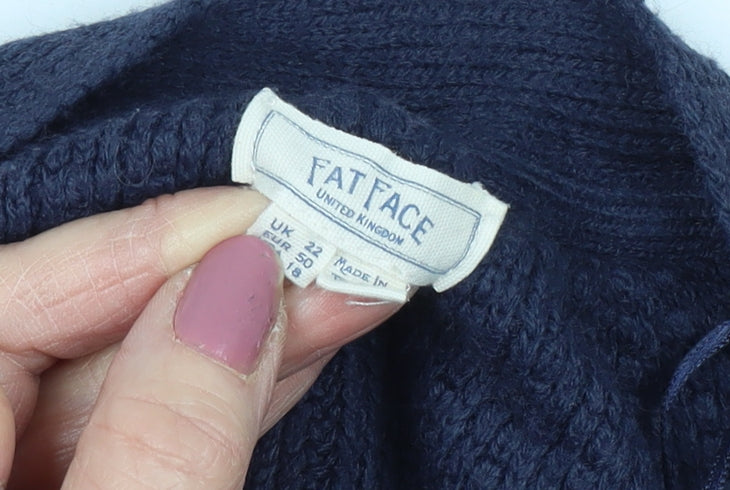 FAT FACE
UNITED KINGDOM
UK 22
EUR 50
18
MADE IN